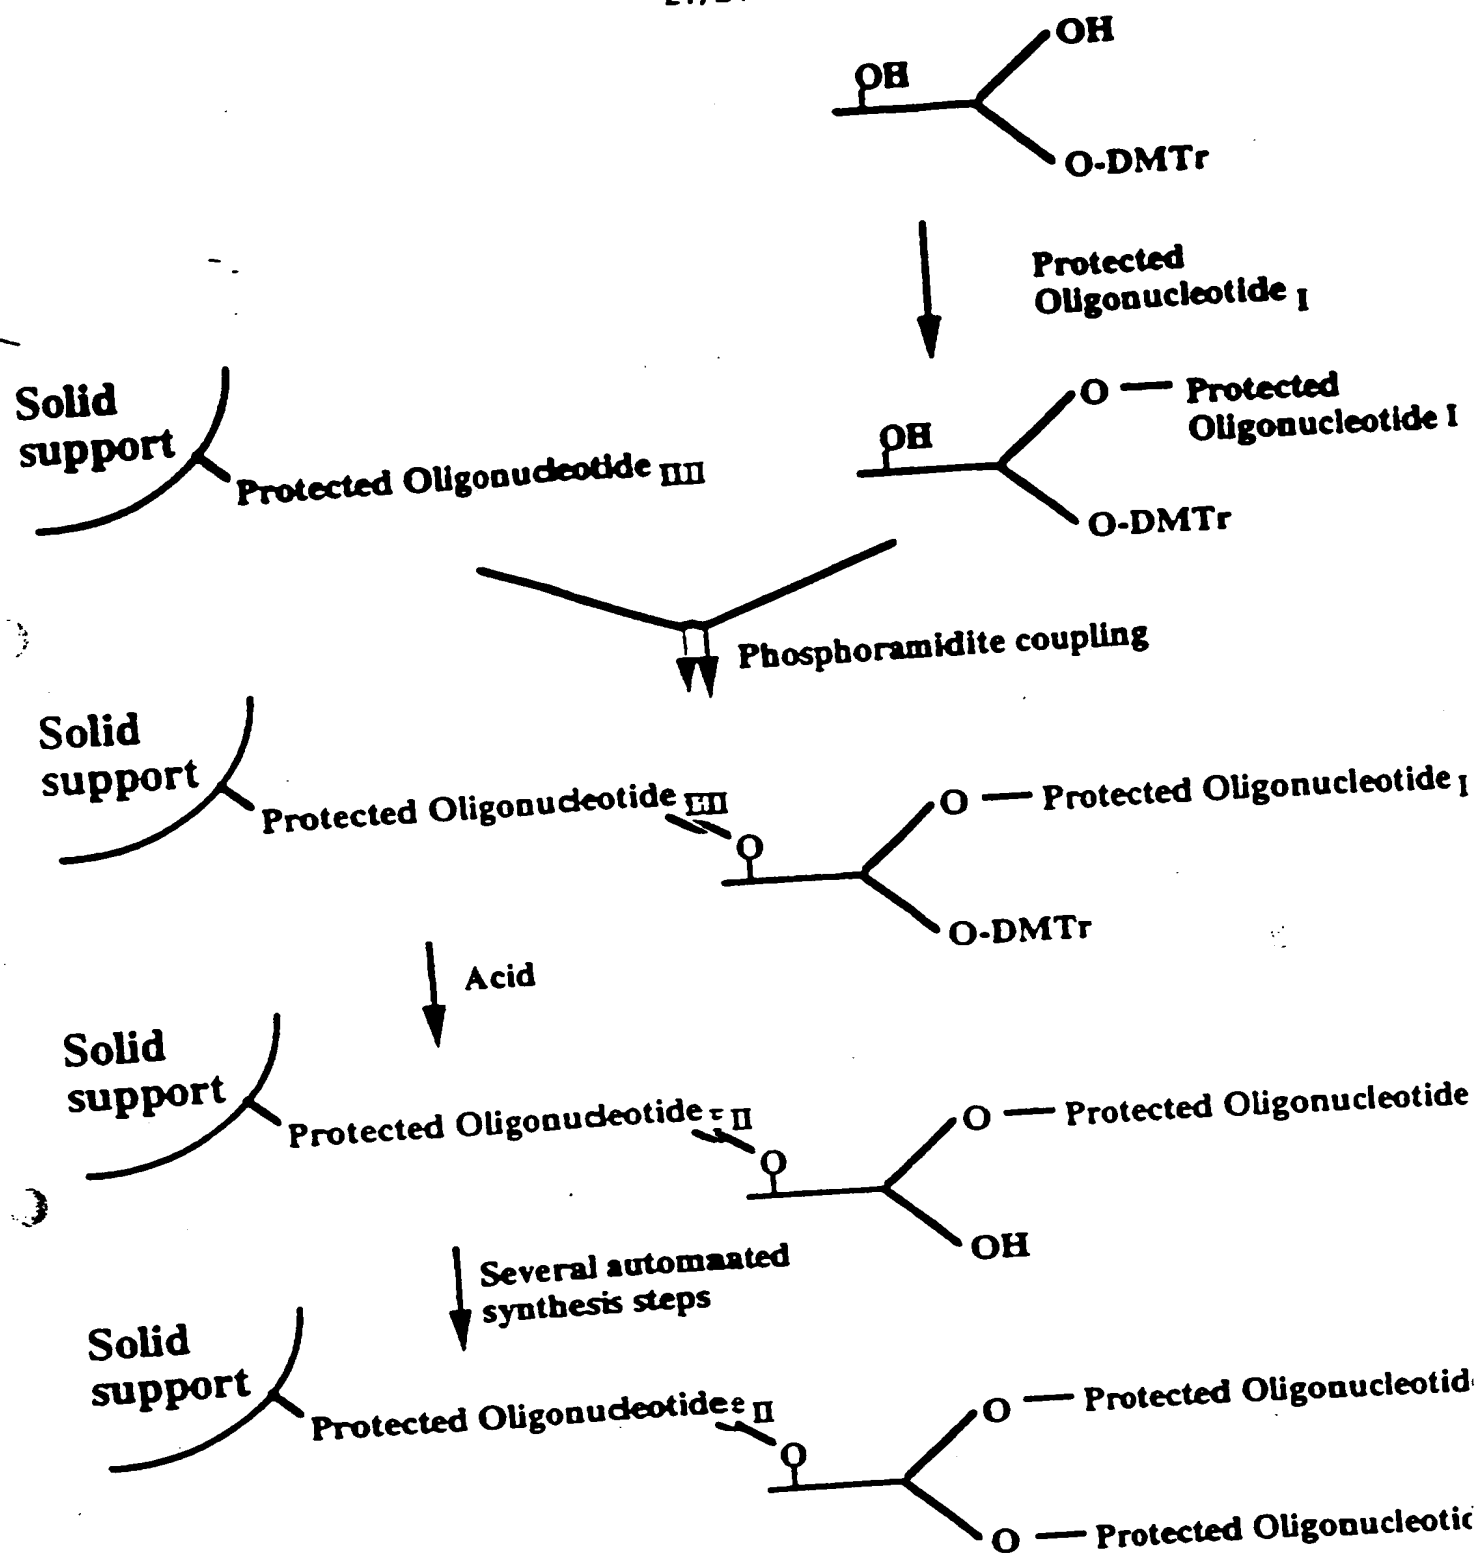 OH
OH
O-DMTr
Protected
Oligonucleotide I
Solid
support
Protected Oligonucleotide III
O — Protected
Oligonucleotide I
OH
O-DMTr
Phosphoramidite coupling
Solid
support
Protected Oligonucleotide
O — Protected Oligonucleotide I
O
O-DMTr
Acid
Solid
support
Protected Oligonucleotide II
O — Protected Oligonucleotide
O
OH
Several automaated
synthesis steps
Solid
support
Protected Oligonucleotidee II
O — Protected Oligonucleotid
O
O — Protected Oligonucleotic